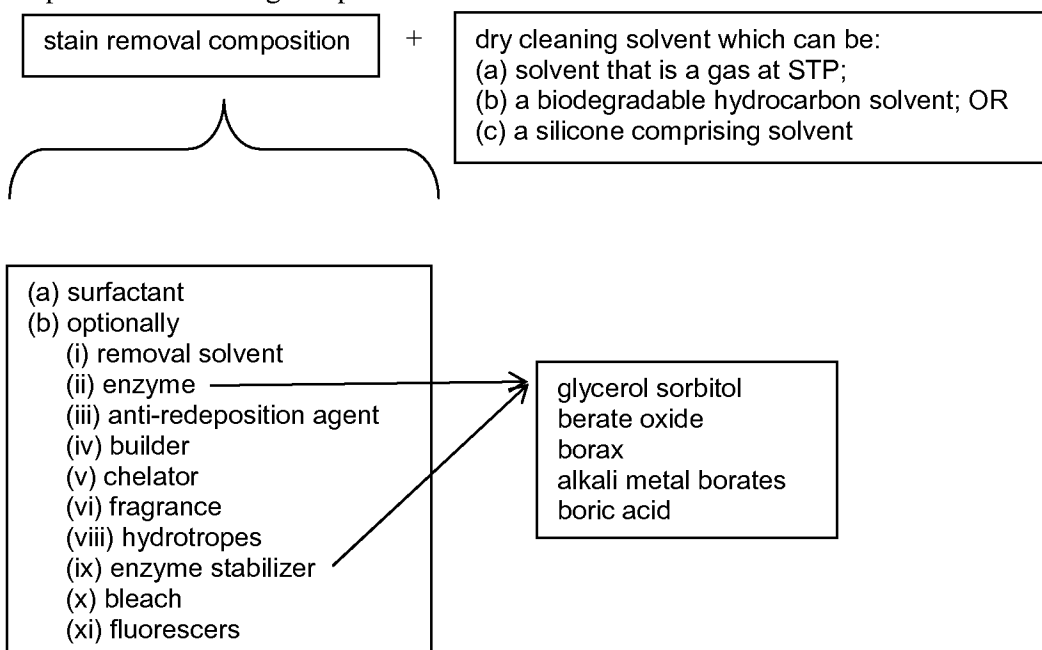 stain removal composition
+
dry cleaning solvent which can be:
(a) solvent that is a gas at STP;
(b) a biodegradable hydrocarbon solvent; OR
(c) a silicone comprising solvent
(a) surfactant
(b) optionally
(i) removal solvent
(ii) enzyme
(iii) anti-redeposition agent
(iv) builder
(v) chelator
(vi) fragrance
(viii) hydrotropes
(ix) enzyme stabilizer
(x) bleach
(xi) fluorescers
glycerol sorbitol
berate oxide
borax
alkali metal borates
boric acid